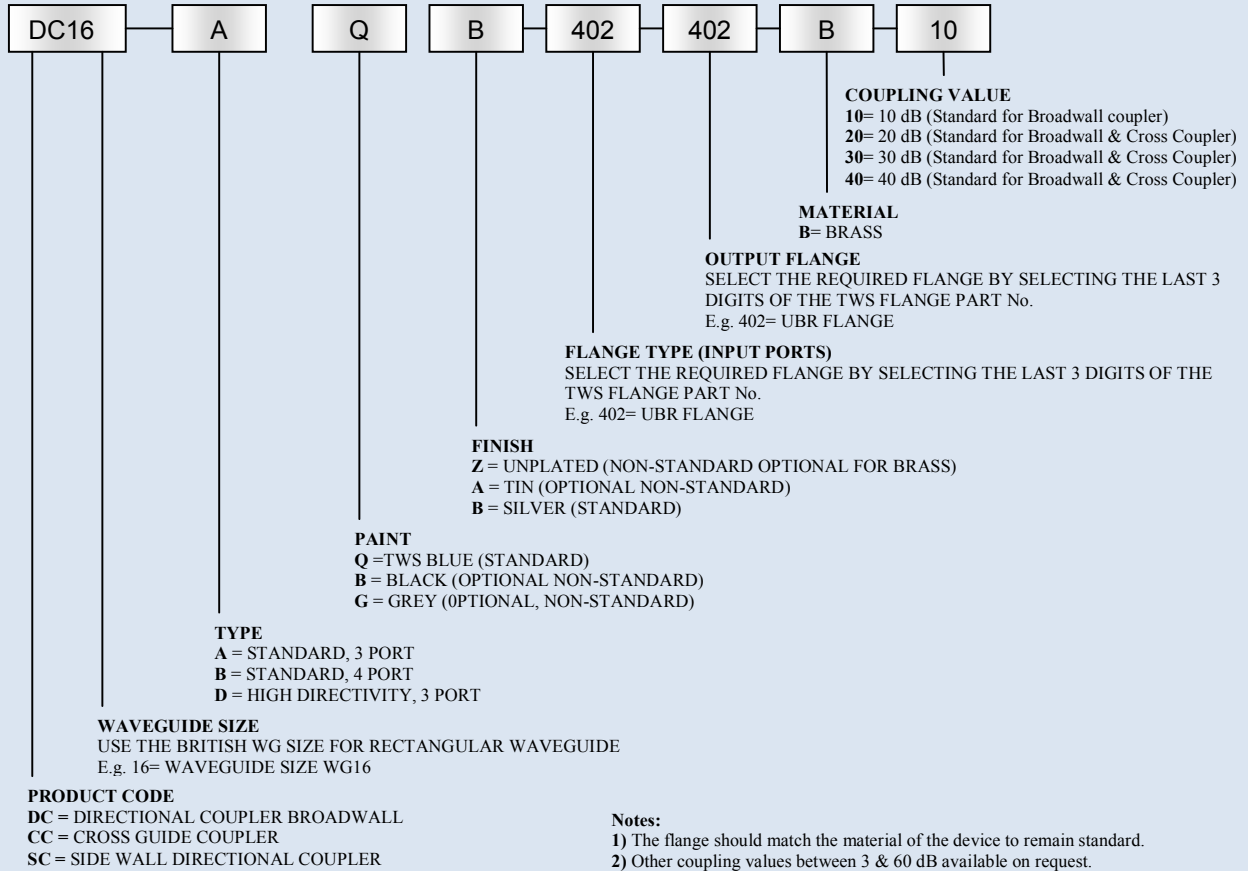 DC16 A Q B 402 402 B 10
COUPLING VALUE
10= 10 dB (Standard for Broadwall coupler)
20= 20 dB (Standard for Broadwall & Cross Coupler)
30= 30 dB (Standard for Broadwall & Cross Coupler)
40= 40 dB (Standard for Broadwall & Cross Coupler)
MATERIAL
B= BRASS
OUTPUT FLANGE
SELECT THE REQUIRED FLANGE BY SELECTING THE LAST 3
DIGITS OF THE TWS FLANGE PART No.
E.g. 402= UBR FLANGE
FLANGE TYPE (INPUT PORTS)
SELECT THE REQUIRED FLANGE BY SELECTING THE LAST 3 DIGITS OF THE
TWS FLANGE PART No.
E.g. 402= UBR FLANGE
FINISH
Z = UNPLATED (NON-STANDARD OPTIONAL FOR BRASS)
A = TIN (OPTIONAL NON-STANDARD)
B = SILVER (STANDARD)
PAINT
Q =TWS BLUE (STANDARD)
B = BLACK (OPTIONAL NON-STANDARD)
G = GREY (0PTIONAL, NON-STANDARD)
TYPE
A = STANDARD, 3 PORT
B = STANDARD, 4 PORT
D = HIGH DIRECTIVITY, 3 PORT
WAVEGUIDE SIZE
USE THE BRITISH WG SIZE FOR RECTANGULAR WAVEGUIDE
E.g. 16= WAVEGUIDE SIZE WG16
PRODUCT CODE
DC = DIRECTIONAL COUPLER BROADWALL
CC = CROSS GUIDE COUPLER
SC = SIDE WALL DIRECTIONAL COUPLER
Notes:
1) The flange should match the material of the device to remain standard.
2) Other coupling values between 3 & 60 dB available on request.